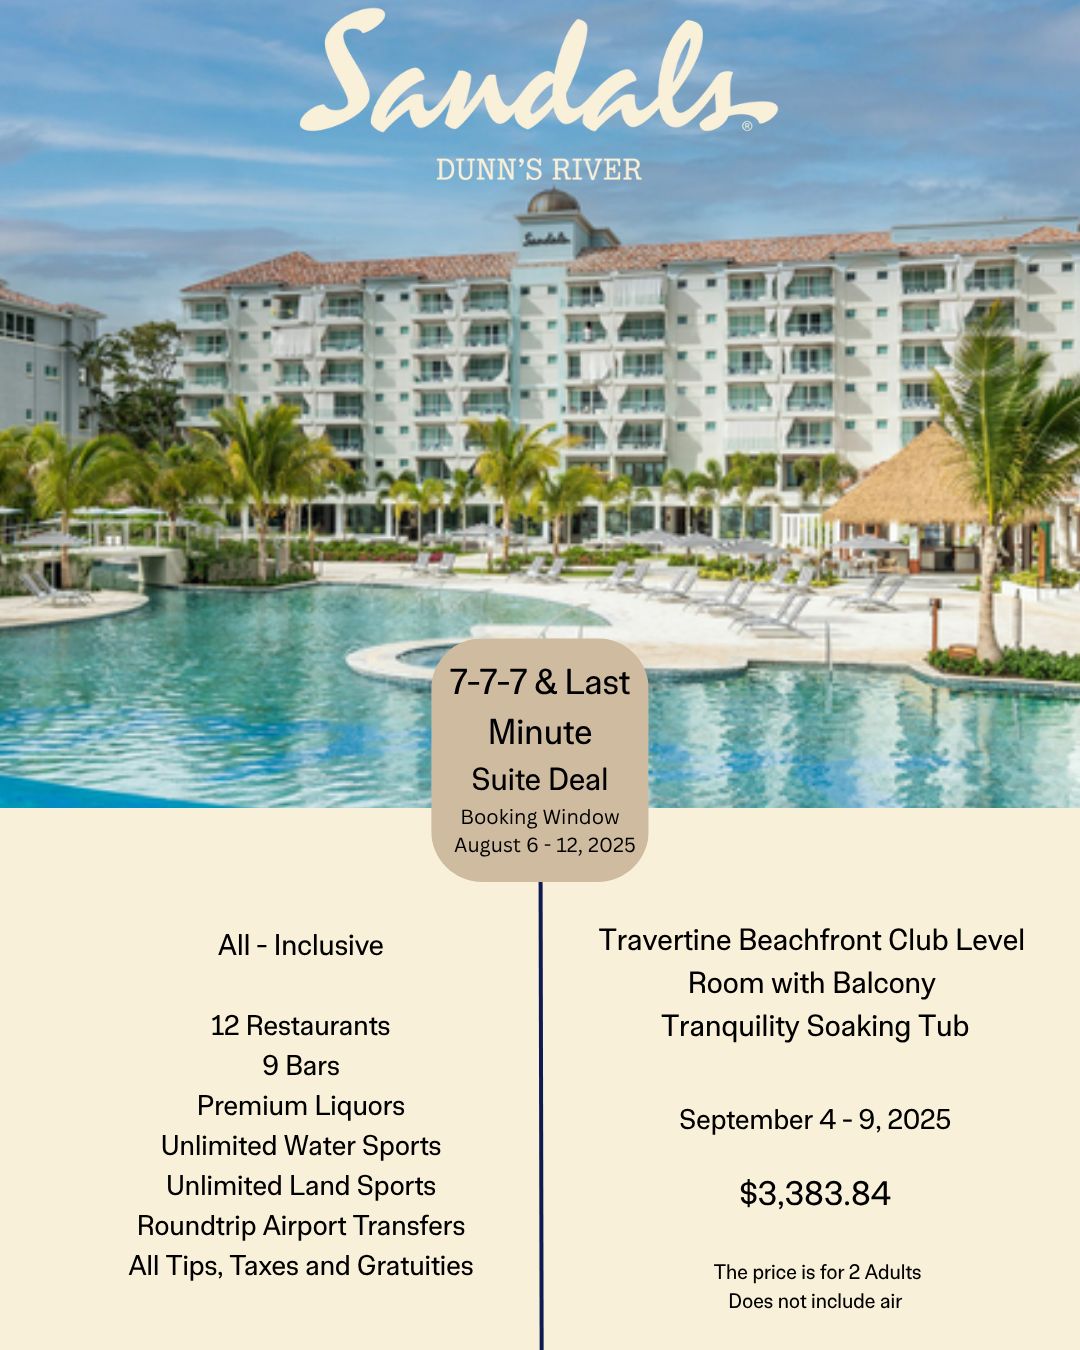 Sandals®
DUNN'S RIVER
Sandals
7-7-7 & Last
Minute
Suite Deal
Booking Window
August 6 - 12, 2025
All - Inclusive
12 Restaurants
9 Bars
Premium Liquors
Unlimited Water Sports
Unlimited Land Sports
Roundtrip Airport Transfers
All Tips, Taxes and Gratuities
Travertine Beachfront Club Level
Room with Balcony
Tranquility Soaking Tub
September 4 - 9, 2025
$3,383.84
The price is for 2 Adults
Does not include air